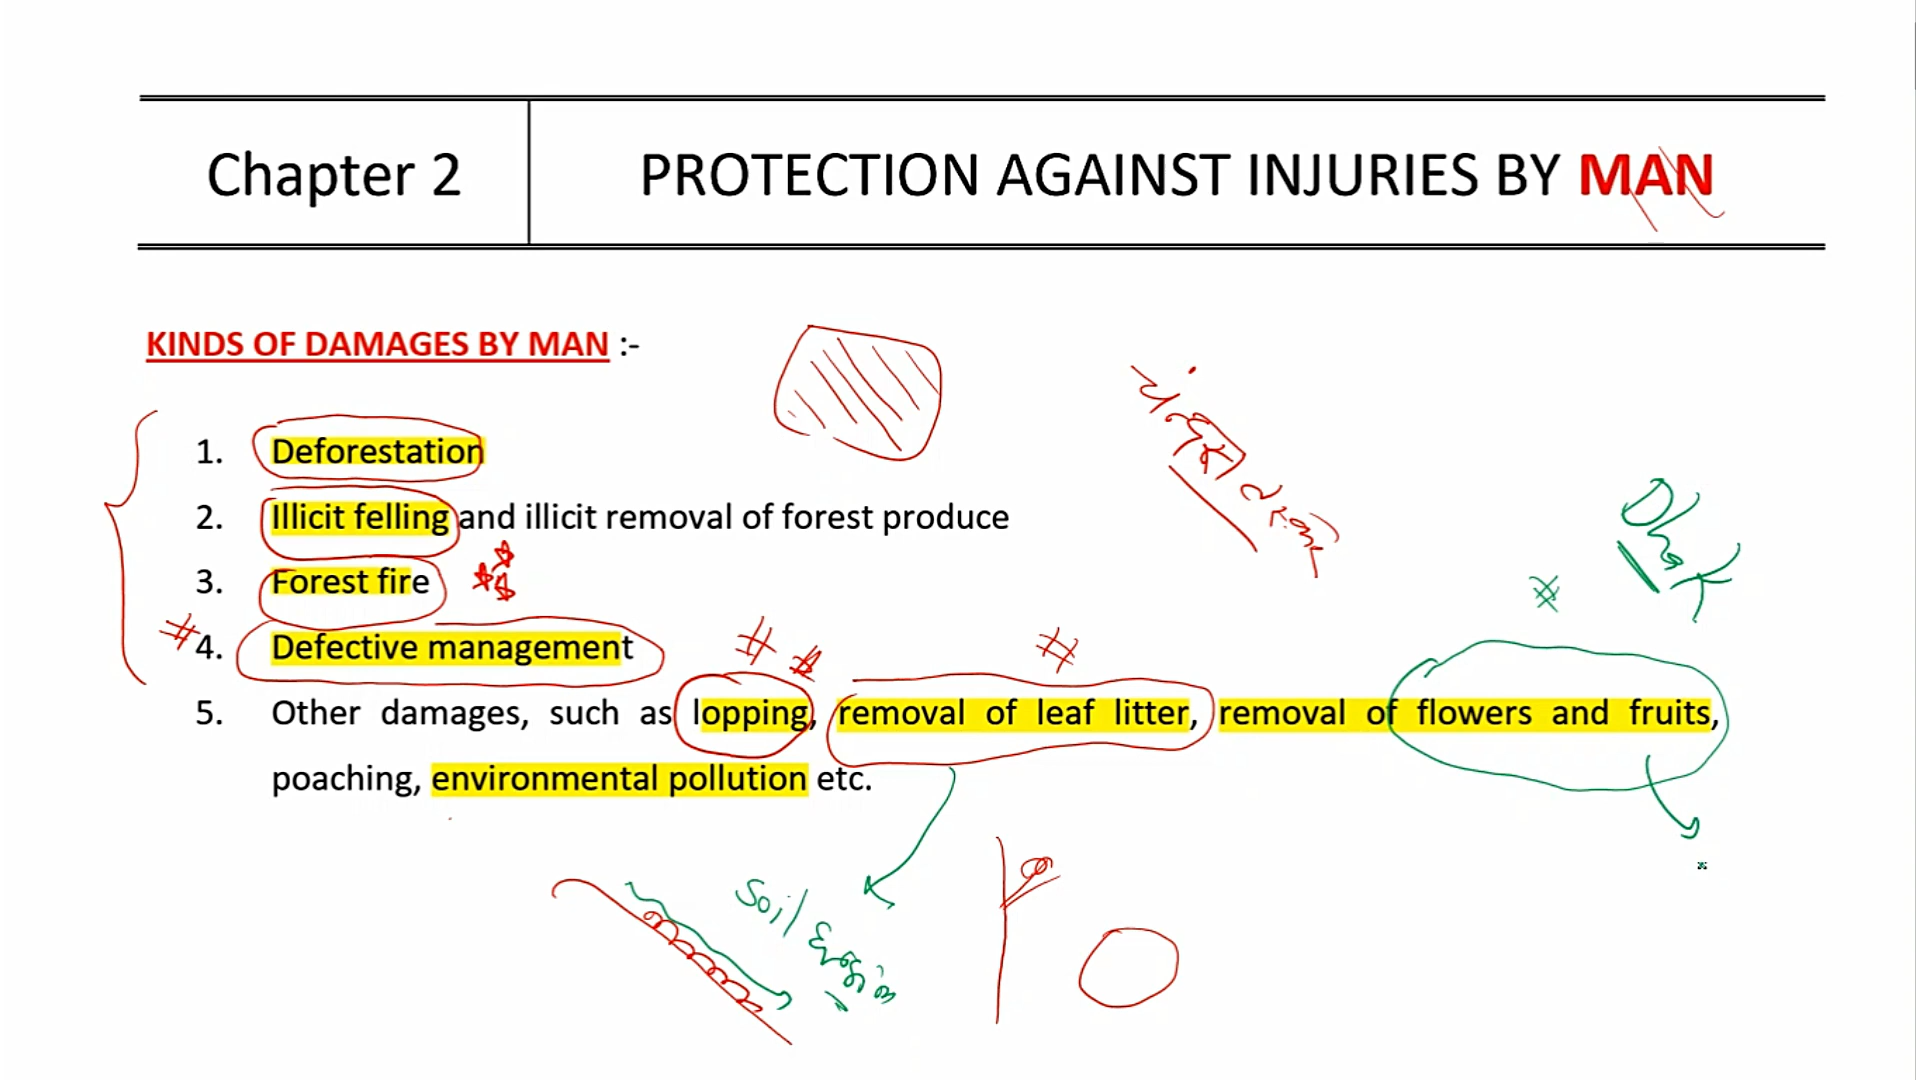 Chapter 2
PROTECTION AGAINST INJURIES BY MAN
KINDS OF DAMAGES BY MAN :-
1. Deforestation
2. Illicit felling and illicit removal of forest produce
3. Forest fire
4. Defective management
5. Other damages, such as lopping, removal of leaf litter, removal of flowers and fruits,
poaching, environmental pollution etc.
Soil Erosion